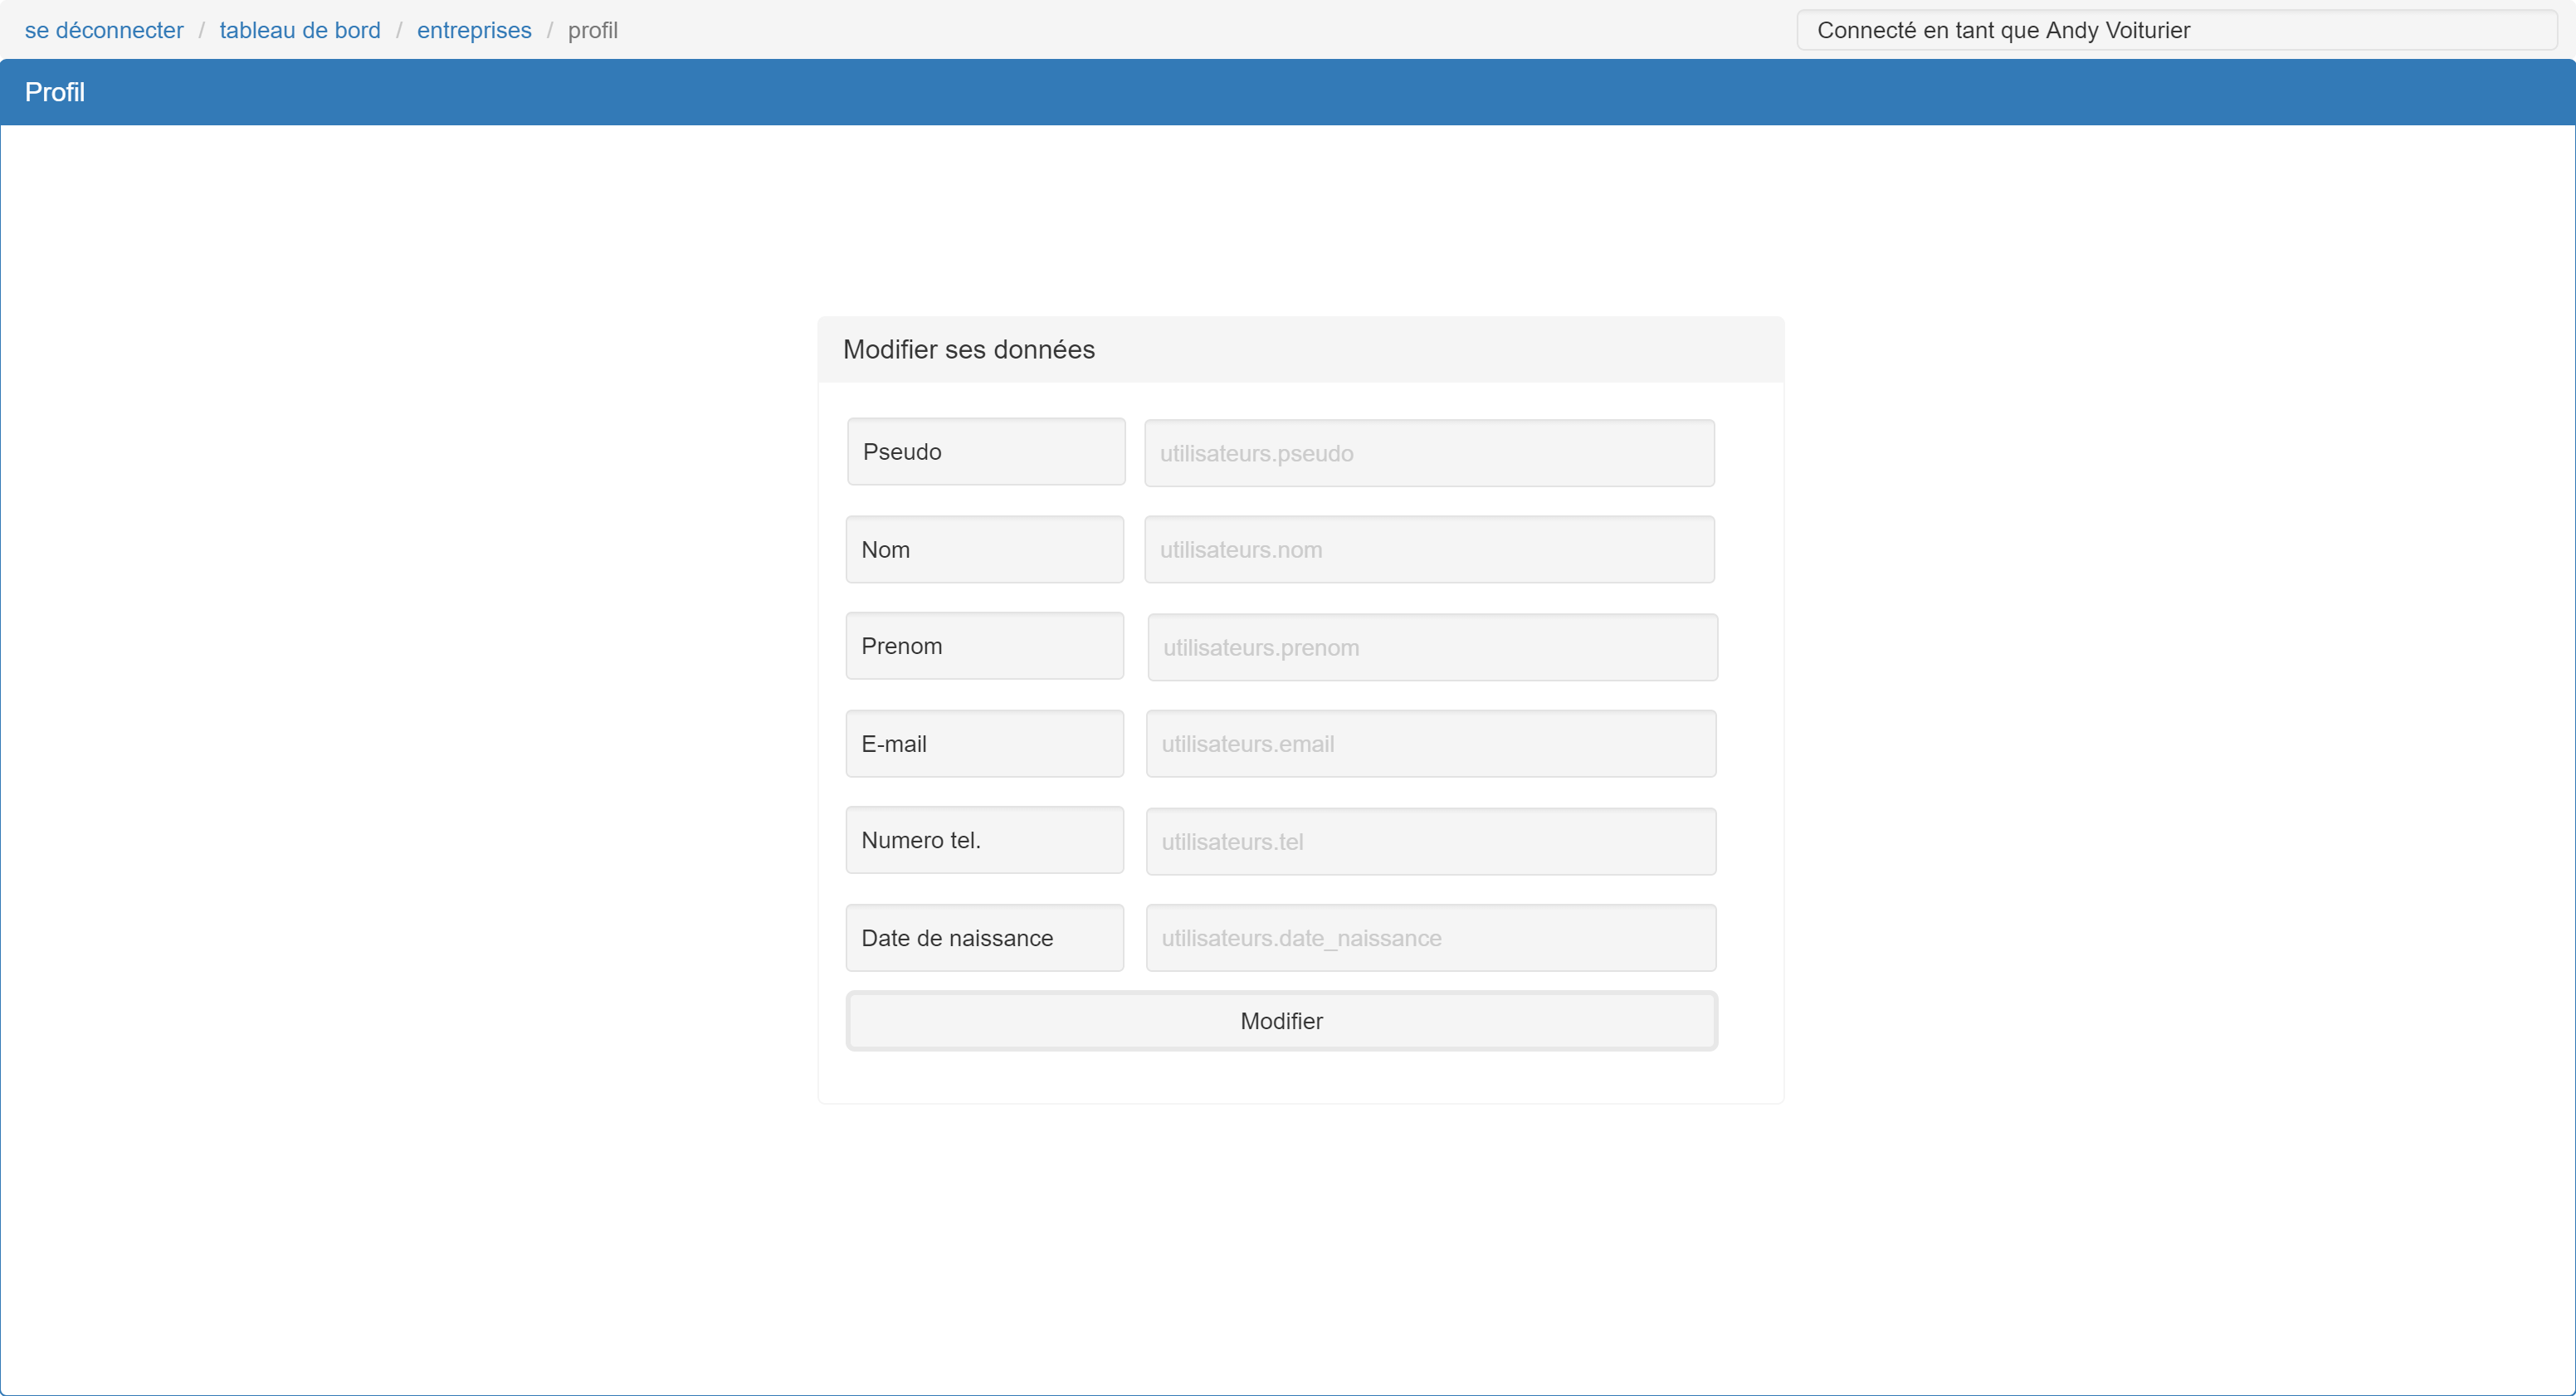 se déconnecter / tableau de bord / entreprises / profil
Connecté en tant que Andy Voiturier
Profil
Modifier ses données
Pseudo utilisateurs.pseudo
Nom utilisateurs.nom
Prenom utilisateurs.prenom
E-mail utilisateurs.email
Numero tel. utilisateurs.tel
Date de naissance utilisateurs.date_naissance
Modifier